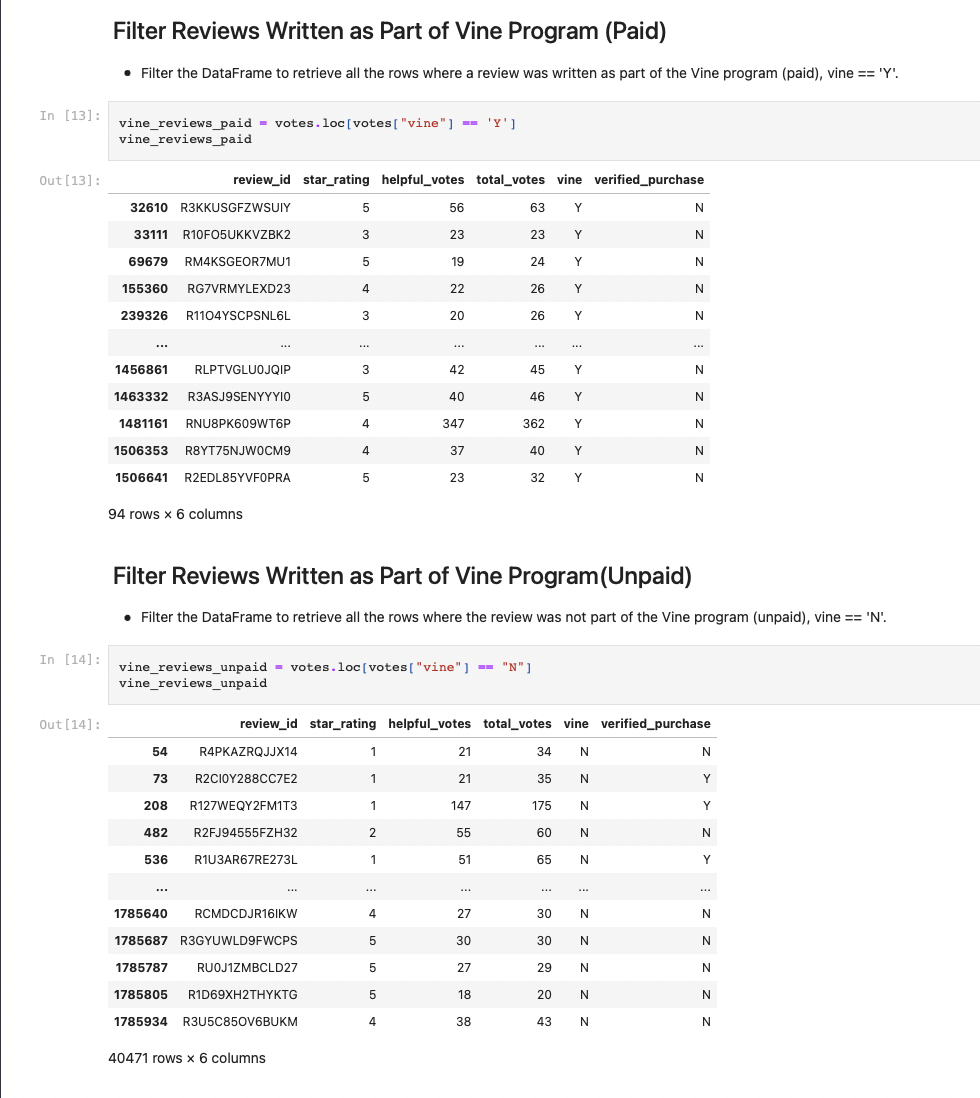 Filter Reviews Written as Part of Vine Program (Paid)
• Filter the DataFrame to retrieve all the rows where a review was written as part of the Vine program (paid), vine == 'Y'.
In [13]:
vine_reviews_paid = votes.loc[votes["vine"] == 'Y']
vine_reviews_paid
Out[13]:
review_id star_rating helpful_votes total_votes vine verified_purchase
32610 R3KKUSGFZWSUIY 5 56 63 Y N
33111 R10FO5UKKVZBK2 3 23 23 Y N
69679 RM4KSGEOR7MU1 5 19 24 Y N
155360 RG7VRMYLEXD23 4 22 26 Y N
239326 R11O4YSCPSNL6L 3 20 26 Y N
... ... ... ... ... ... ...
1456861 RLPTVGLU0JQIP 3 42 45 Y N
1463332 R3ASJ9SENYYYI0 5 40 46 Y N
1481161 RNU8PK609WT6P 4 347 362 Y N
1506353 R8YT75NJW0CM9 4 37 40 Y N
1506641 R2EDL85YVF0PRA 5 23 32 Y N
94 rows × 6 columns
Filter Reviews Written as Part of Vine Program(Unpaid)
• Filter the DataFrame to retrieve all the rows where the review was not part of the Vine program (unpaid), vine == 'N'.
In [14]:
vine_reviews_unpaid = votes.loc[votes["vine"] == "N"]
vine_reviews_unpaid
Out[14]:
review_id star_rating helpful_votes total_votes vine verified_purchase
54 R4PKAZRQJJX14 1 21 34 N N
73 R2CI0Y288CC7E2 1 21 35 N Y
208 R127WEQY2FM1T3 1 147 175 N Y
482 R2FJ94555FZH32 2 55 60 N N
536 R1U3AR67RE273L 1 51 65 N Y
... ... ... ... ... ... ...
1785640 RCMDCDJR16IKW 4 27 30 N N
1785687 R3GYUWLD9FWCPS 5 30 30 N N
1785787 RU0J1ZMBCLD27 5 27 29 N N
1785805 R1D69XH2THYKTG 5 18 20 N N
1785934 R3U5C85OV6BUKM 4 38 43 N N
40471 rows × 6 columns